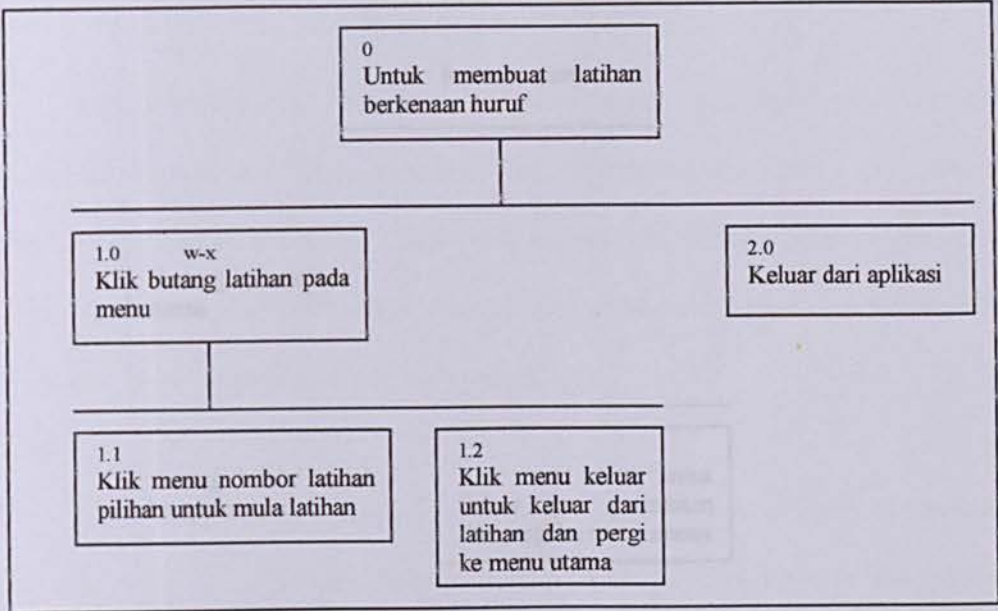 0
Untuk membuat latihan
berkenaan huruf
1.0 w-x
Klik butang latihan pada
menu
2.0
Keluar dari aplikasi
1.1
Klik menu nombor latihan
pilihan untuk mula latihan
1.2
Klik menu keluar
untuk keluar dari
latihan dan pergi
ke menu utama